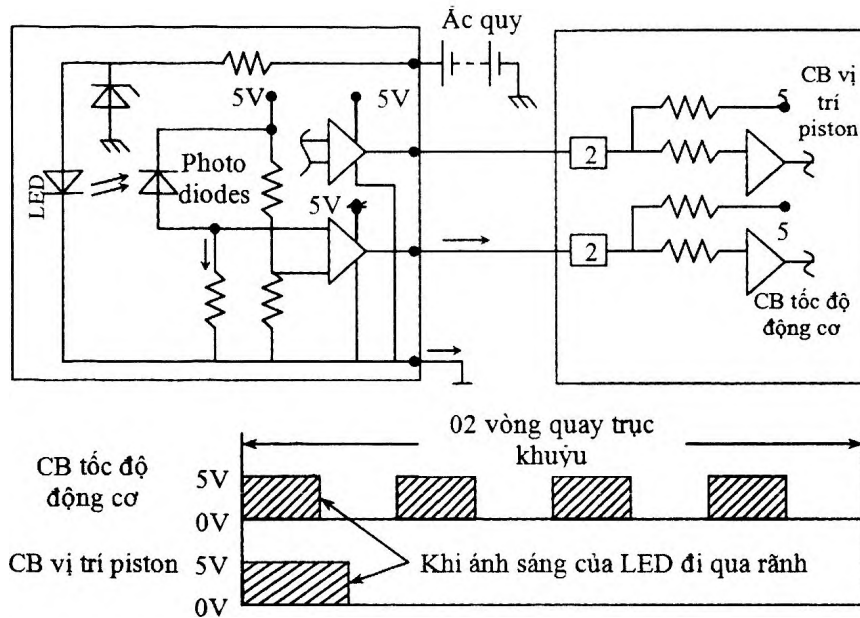 Ắc quy
5V
5V
LED
Photo
diodes
5V
2
2
5
5
CB vị
trí
piston
CB tốc độ
động cơ
02 vòng quay trục
khuỷu
CB tốc độ
động cơ
5V
0V
CB vị trí piston
5V
0V
Khi ánh sáng của LED đi qua rãnh